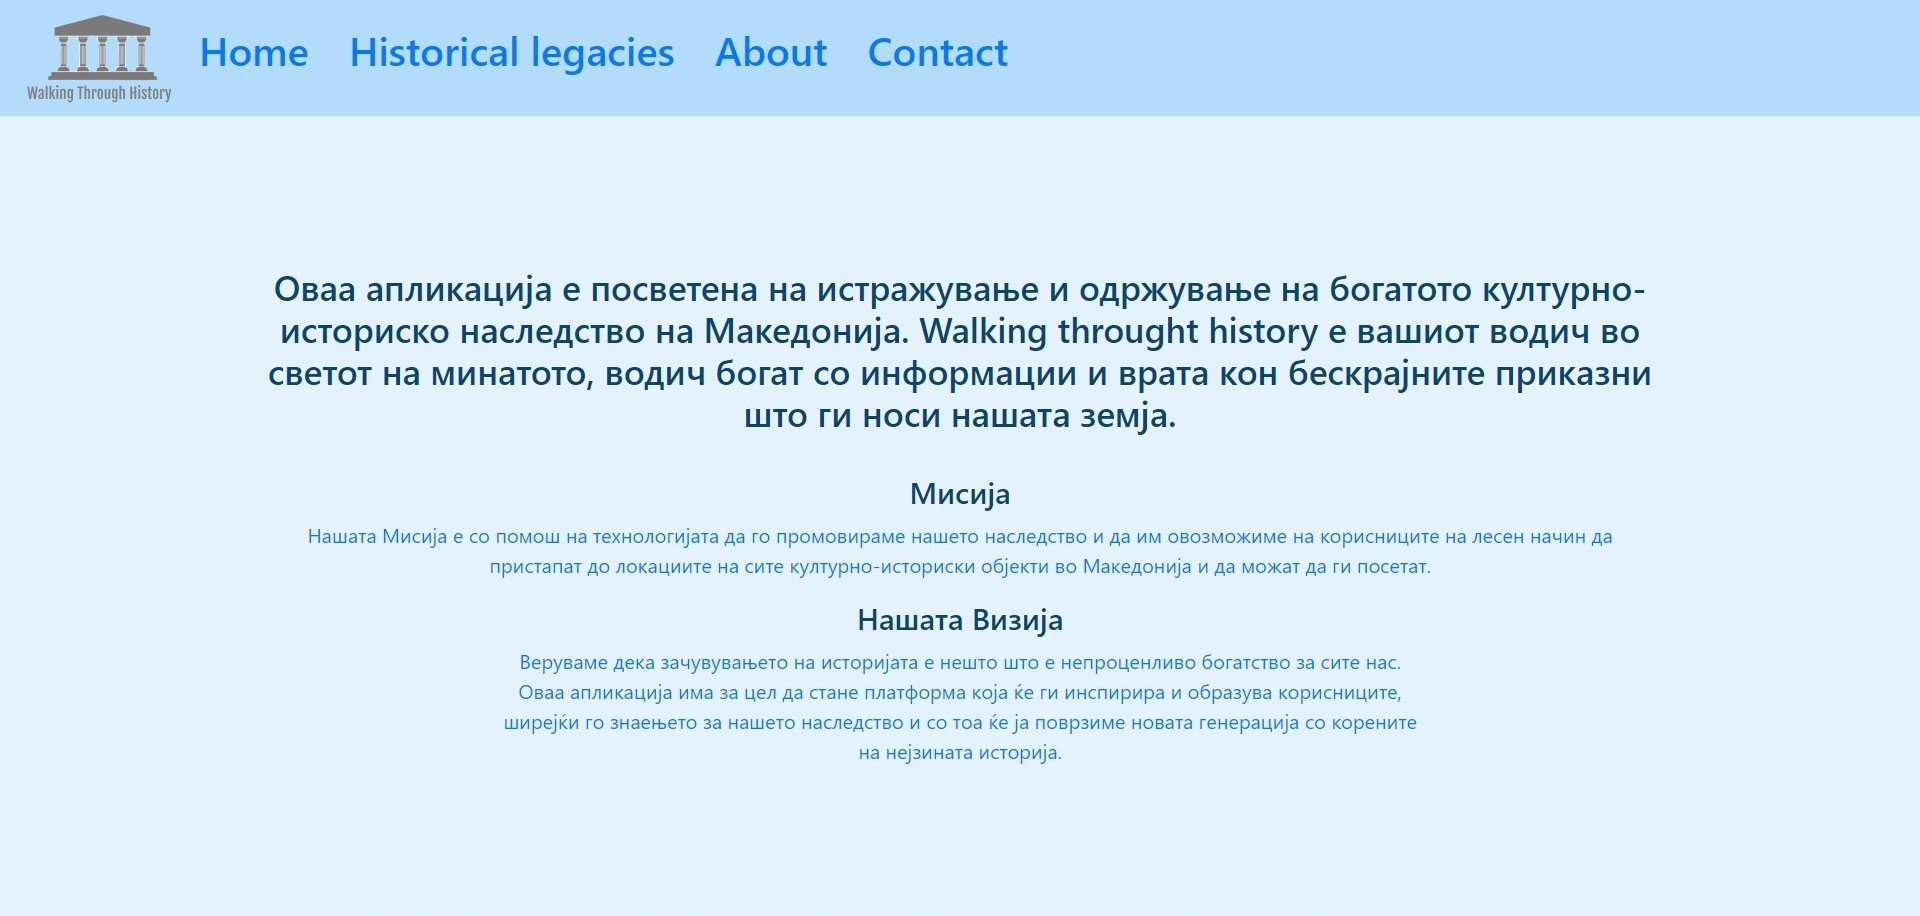 Walking Through History
Home Historical legacies About Contact
Оваа апликација е посветена на истражување и одржување на богатото културно-
историско наследство на Македонија. Walking throught history е вашиот водич во
светот на минатото, водич богат со информации и врата кон бескрајните приказни
што ги носи нашата земја.
Мисија
Нашата Мисија е со помош на технологијата да го промовираме нашето наследство и да им овозможиме на корисниците на лесен начин да
пристапат до локациите на сите културно-историски објекти во Македонија и да можат да ги посетат.
Нашата Визија
Веруваме дека зачувувањето на историјата е нешто што е непроценливо богатство за сите нас.
Оваа апликација има за цел да стане платформа која ќе ги инспирира и образува корисниците,
ширејќи го знаењето за нашето наследство и со тоа ќе ја поврзиме новата генерација со корените
на нејзината историја.